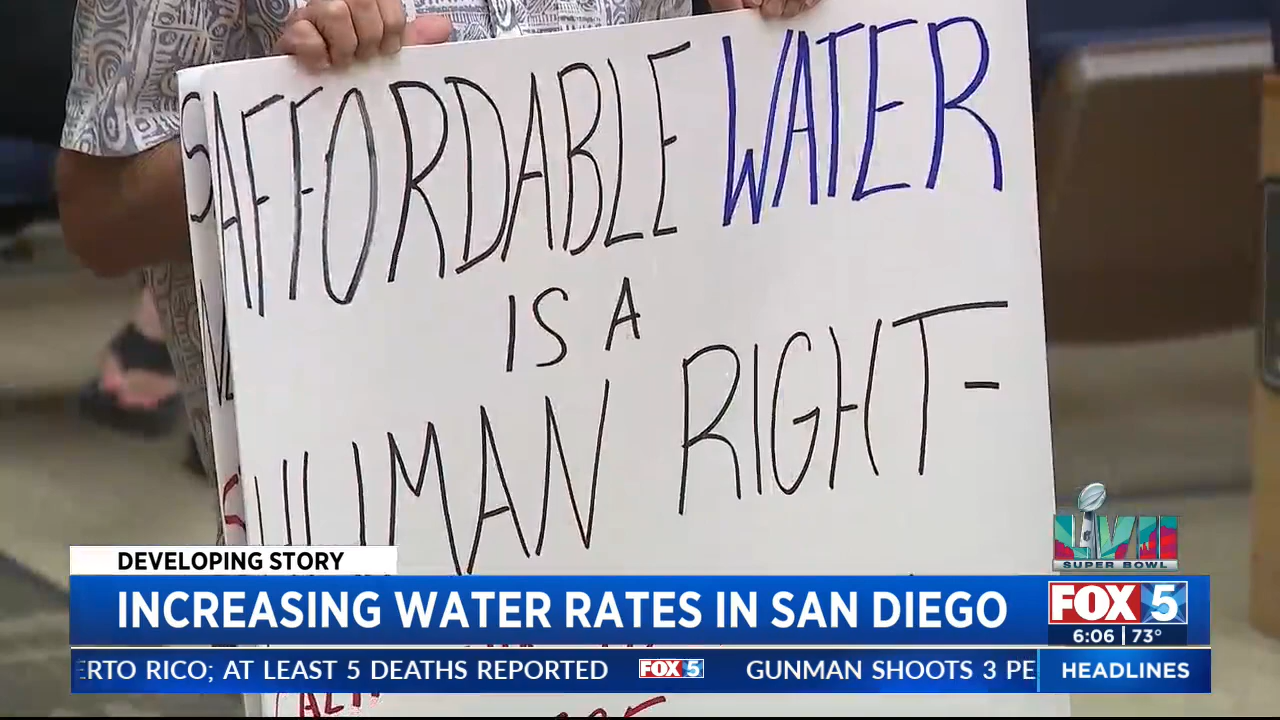 AFFORDABLE WATER
IS A
HUMAN RIGHT-
LVII
SUPER BOWL
DEVELOPING STORY
INCREASING WATER RATES IN SAN DIEGO
FOX 5
6:06 | 73°
ERTO RICO; AT LEAST 5 DEATHS REPORTED FOX 5 GUNMAN SHOOTS 3 PE
HEADLINES